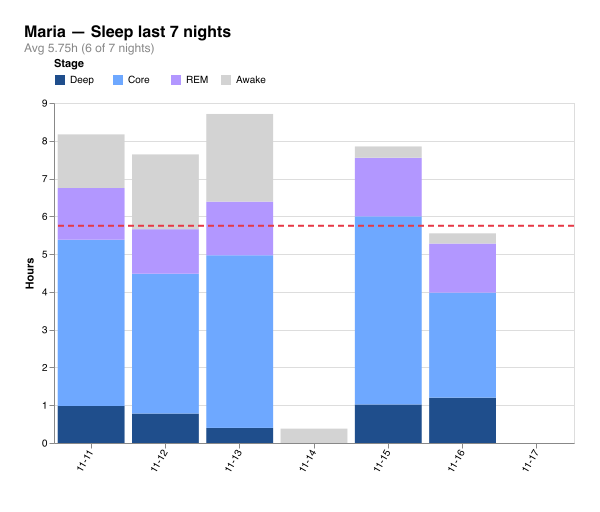 Maria — Sleep last 7 nights
Avg 5.75h (6 of 7 nights)
Stage
Deep Core REM Awake
9
8
7
6
5
4
3
2
1
0
Hours
11-11 11-12 11-13 11-14 11-15 11-16 11-17